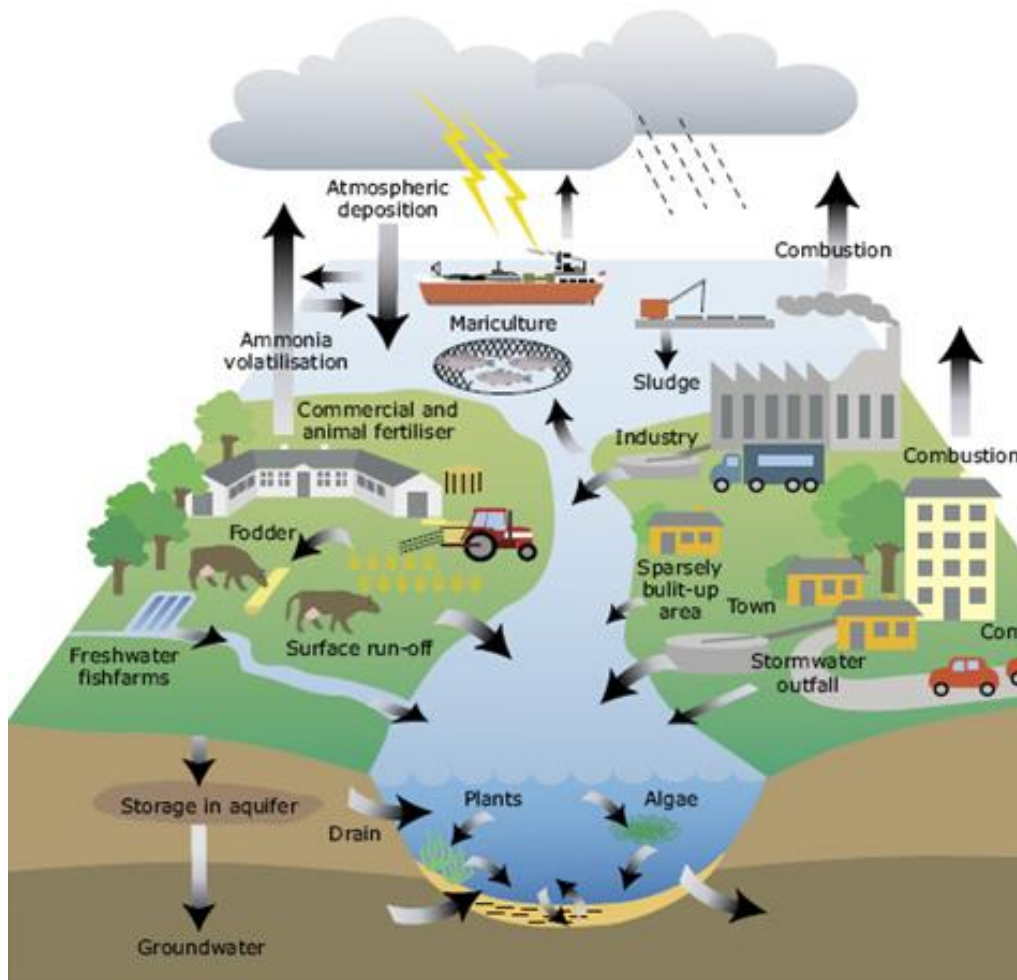 Atmospheric
deposition
Combustion
Mariculture
Ammonia
volatilisation
Sludge
Commercial and
animal fertiliser
Industry
Combustion
Fodder
Sparsely
bulit-up
area
Town
Surface run-off
Freshwater
fishfarms
Stormwater
outfall
Com
Storage in aquifer
Plants
Algae
Drain
Groundwater